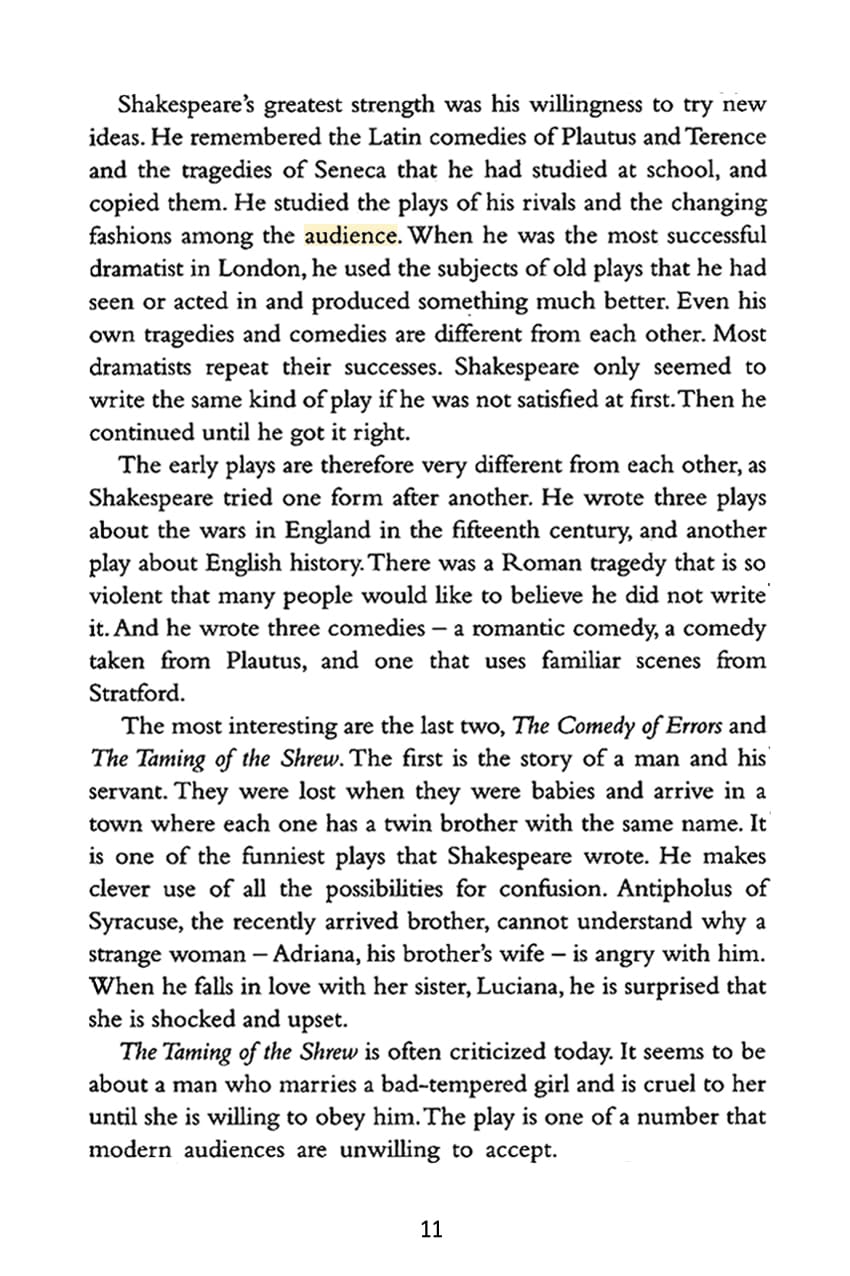 Shakespeare's greatest strength was his willingness to try new
ideas. He remembered the Latin comedies of Plautus and Terence
and the tragedies of Seneca that he had studied at school, and
copied them. He studied the plays of his rivals and the changing
fashions among the audience. When he was the most successful
dramatist in London, he used the subjects of old plays that he had
seen or acted in and produced something much better. Even his
own tragedies and comedies are different from each other. Most
dramatists repeat their successes. Shakespeare only seemed to
write the same kind of play if he was not satisfied at first. Then he
continued until he got it right.
The early plays are therefore very different from each other, as
Shakespeare tried one form after another. He wrote three plays
about the wars in England in the fifteenth century, and another
play about English history. There was a Roman tragedy that is so
violent that many people would like to believe he did not write
it. And he wrote three comedies – a romantic comedy, a comedy
taken from Plautus, and one that uses familiar scenes from
Stratford.
The most interesting are the last two, The Comedy of Errors and
The Taming of the Shrew. The first is the story of a man and his
servant. They were lost when they were babies and arrive in a
town where each one has a twin brother with the same name. It
is one of the funniest plays that Shakespeare wrote. He makes
clever use of all the possibilities for confusion. Antipholus of
Syracuse, the recently arrived brother, cannot understand why a
strange woman – Adriana, his brother's wife – is angry with him.
When he falls in love with her sister, Luciana, he is surprised that
she is shocked and upset.
The Taming of the Shrew is often criticized today. It seems to be
about a man who marries a bad-tempered girl and is cruel to her
until she is willing to obey him. The play is one of a number that
modern audiences are unwilling to accept.
11